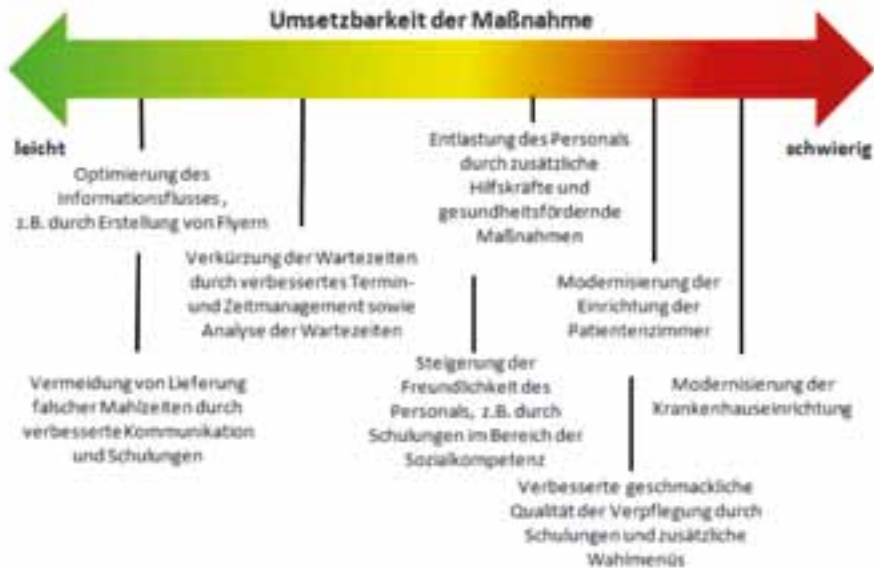 Umsetzbarkeit der Maßnahme
leicht
schwierig
Optimierung des
Informationsflusses,
z.B. durch Erstellung von Flyern
Vermeidung von Lieferung
falscher Mahlzeiten durch
verbesserte Kommunikation
und Schulungen
Verkürzung der Wartezeiten
durch verbessertes Termin-
und Zeitmanagement sowie
Analyse der Wartezeiten
Entlastung des Personals
durch zusätzliche
Hilfskräfte und
gesundheitsfördernde
Maßnahmen
Steigerung der
Freundlichkeit des
Personals, z.B. durch
Schulungen im Bereich der
Sozialkompetenz
Modernisierung der
Einrichtung der
Patientenzimmer
Verbesserte geschmackliche
Qualität der Verpflegung durch
Schulungen und zusätzliche
Wahlmenüs
Modernisierung der
Krankenhauseinrichtung